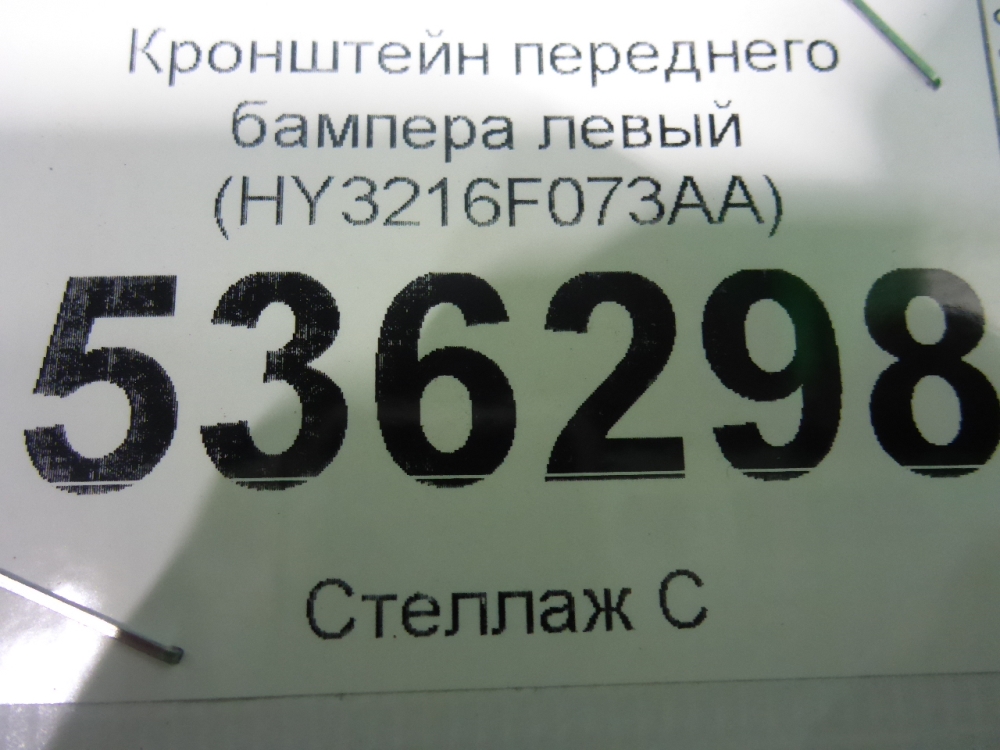 Кронштейн переднего
бампера левый
(HY3216F073AA)
536298
Стеллаж С